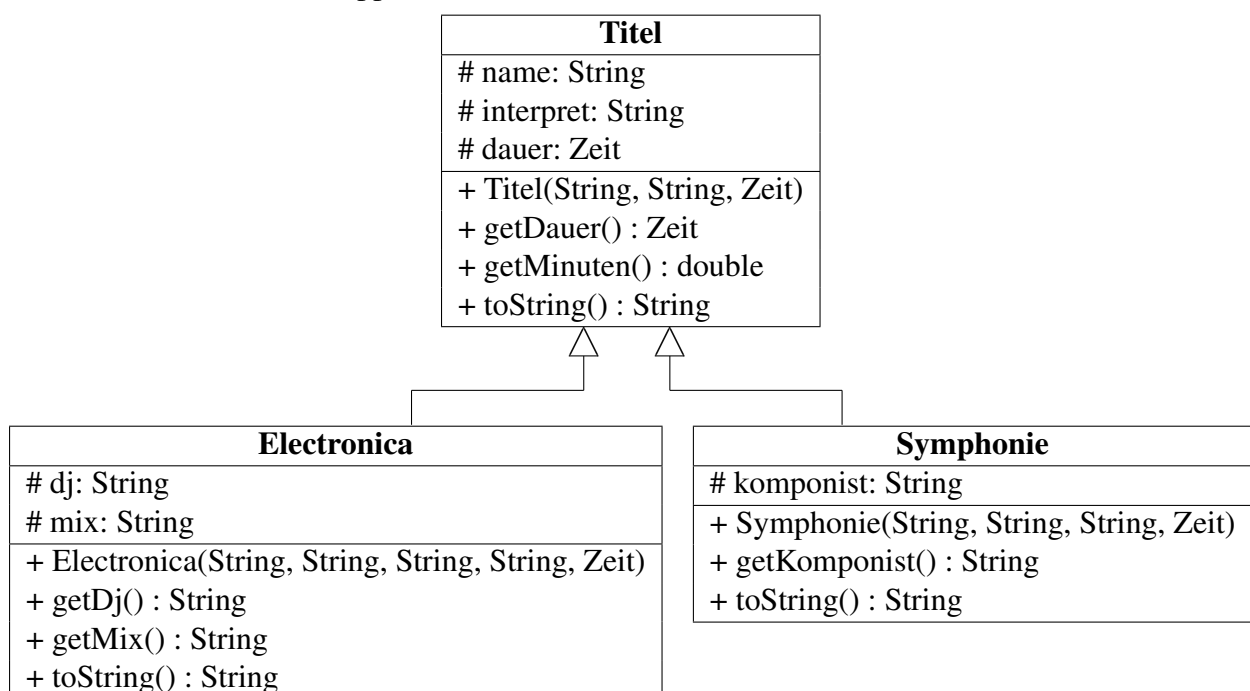 Titel
# name: String
# interpret: String
# dauer: Zeit
+ Titel(String, String, Zeit)
+ getDauer() : Zeit
+ getMinuten() : double
+ toString() : String
Electronica
# dj: String
# mix: String
+ Electronica(String, String, String, String, Zeit)
+ getDj() : String
+ getMix() : String
+ toString() : String
Symphonie
# komponist: String
+ Symphonie(String, String, String, Zeit)
+ getKomponist() : String
+ toString() : String